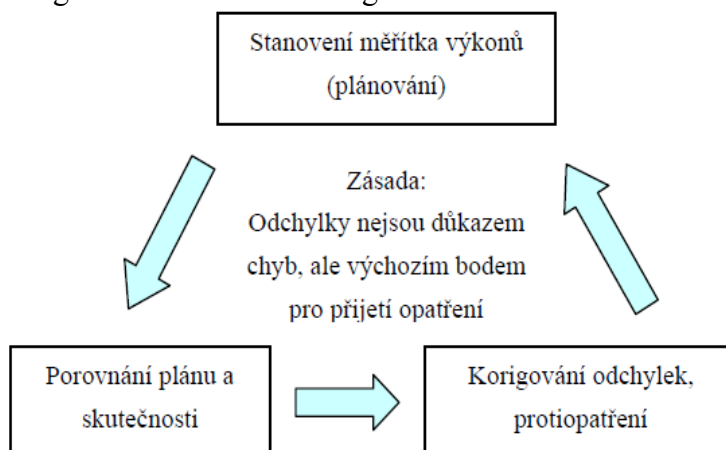 Stanovení měřítka výkonů
(plánování)
Zásada:
Odchylky nejsou důkazem
chyb, ale výchozím bodem
pro přijetí opatření
Porovnání plánu a
skutečnosti
Korigování odchylek,
protiopatření